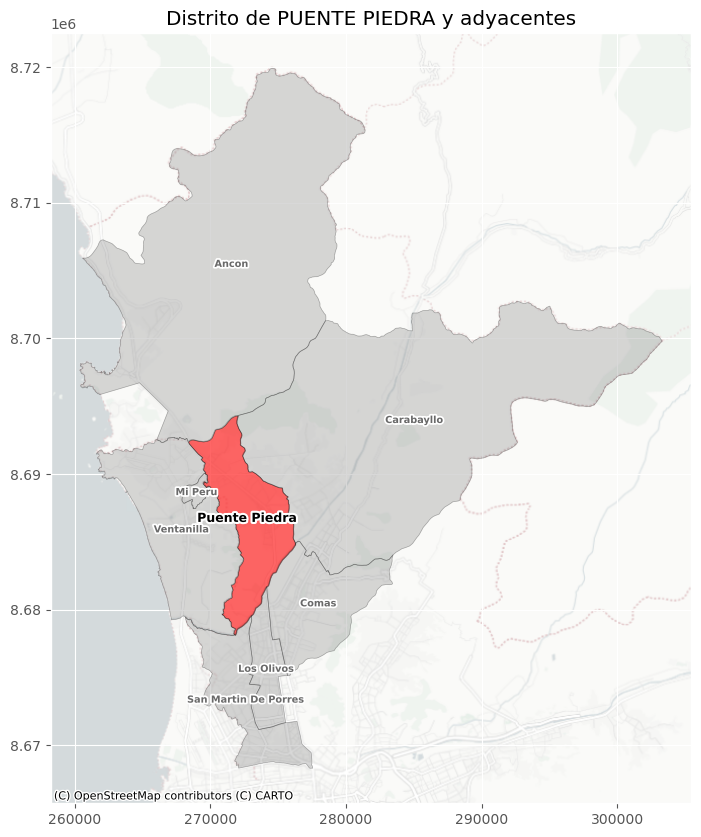 Distrito de PUENTE PIEDRA y adyacentes
1e6
8.72
8.71
8.70
8.69
8.68
8.67
Ancon
Carabayllo
Mi Peru
Puente Piedra
Ventanilla
Comas
Los Olivos
San Martin De Porres
(C) OpenStreetMap contributors (C) CARTO
260000
270000
280000
290000
300000